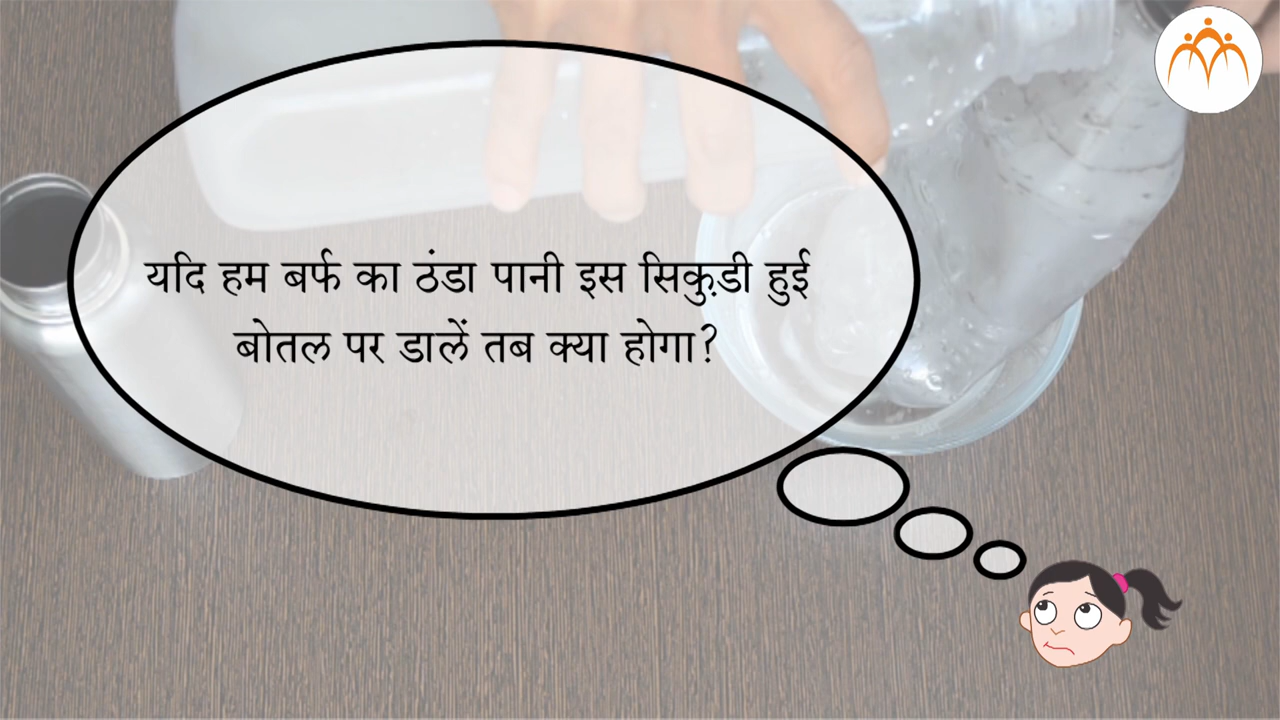 यदि हम बर्फ का ठंडा पानी इस सिकुड़ी हुई
बोतल पर डालें तब क्या होगा?